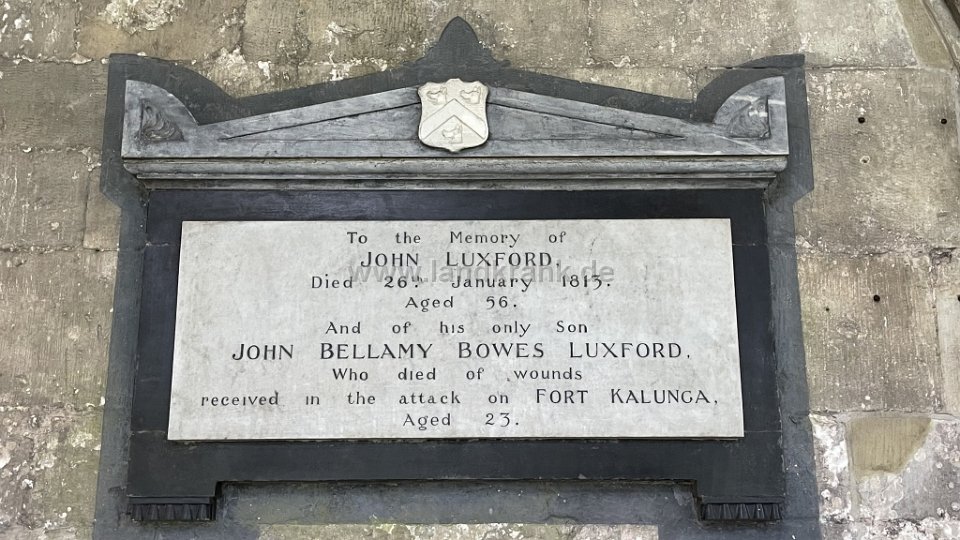 To the Memory of
JOHN LUXFORD,
Died 26th January 1813.
Aged 56.
And of his only Son
JOHN BELLAMY BOWES LUXFORD,
Who died of wounds
received in the attack on FORT KALUNGA,
Aged 23.
www.landkrank.de